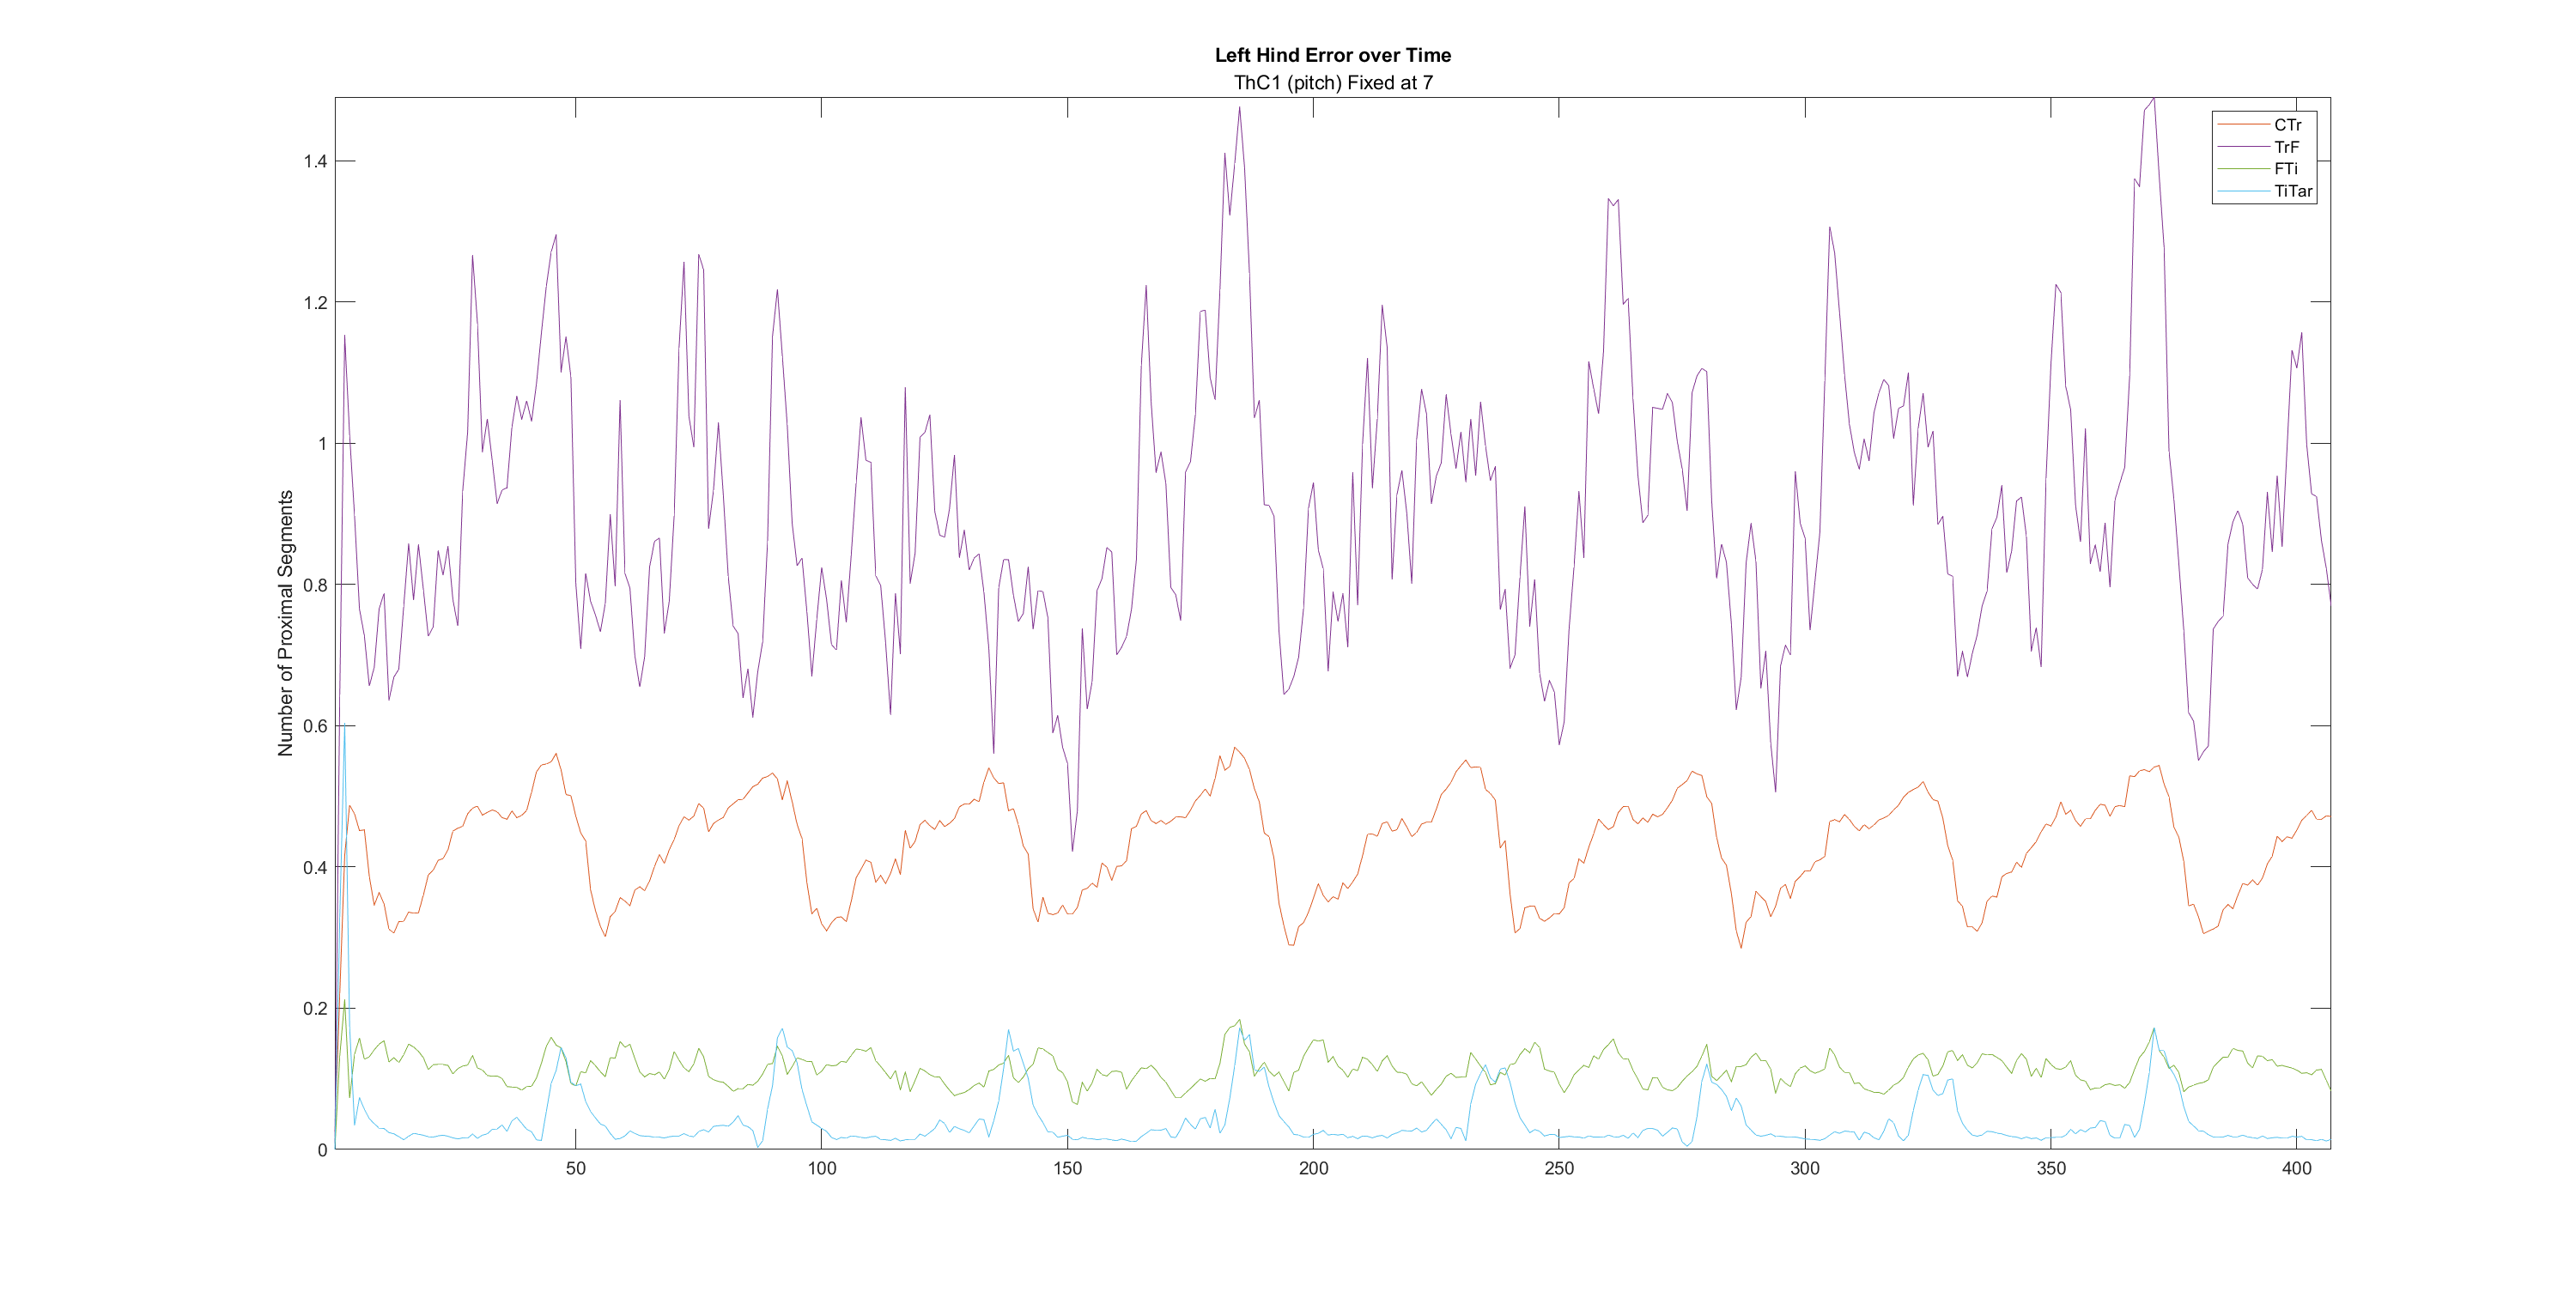 Left Hind Error over Time
ThC1 (pitch) Fixed at 7
CTr
TrF
FTi
TiTar
Number of Proximal Segments
1.4
1.2
1
0.8
0.6
0.4
0.2
0
50
100
150
200
250
300
350
400